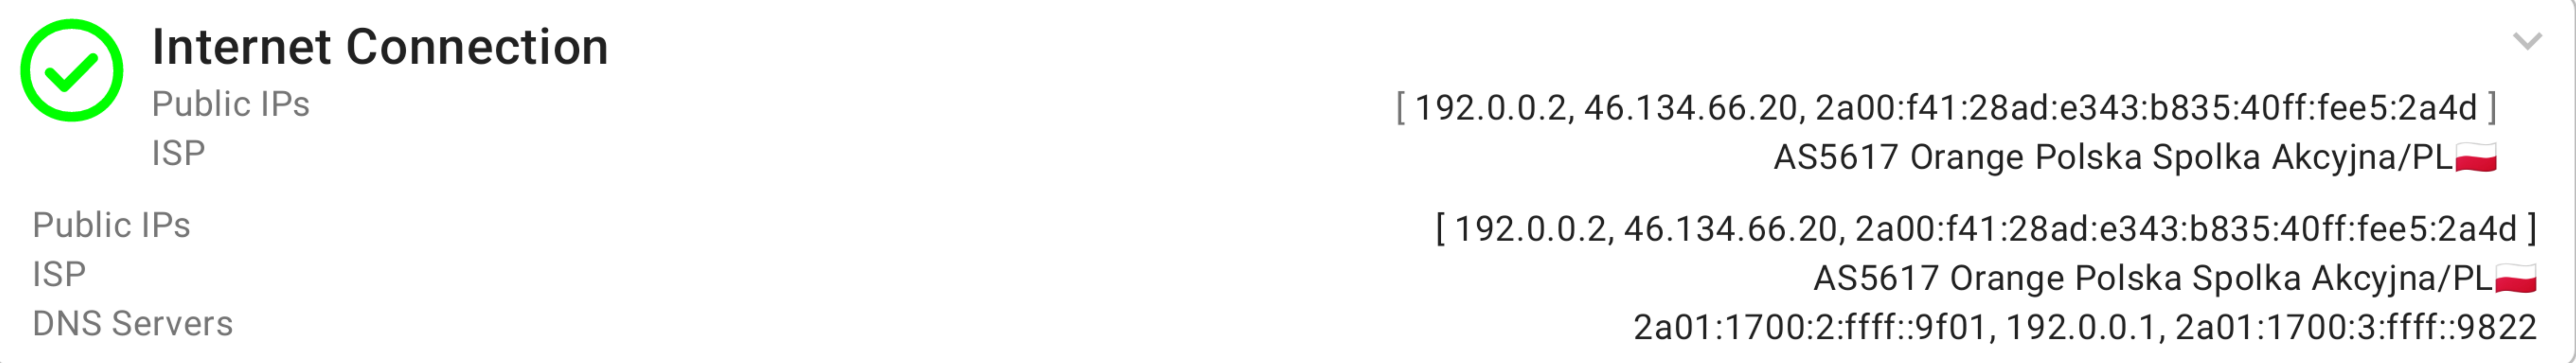 Internet Connection
Public IPs [ 192.0.0.2, 46.134.66.20, 2a00:f41:28ad:e343:b835:40ff:fee5:2a4d ]
ISP AS5617 Orange Polska Spolka Akcyjna/PL🇵🇱
Public IPs [ 192.0.0.2, 46.134.66.20, 2a00:f41:28ad:e343:b835:40ff:fee5:2a4d ]
ISP AS5617 Orange Polska Spolka Akcyjna/PL🇵🇱
DNS Servers 2a01:1700:2:ffff::9f01, 192.0.0.1, 2a01:1700:3:ffff::9822